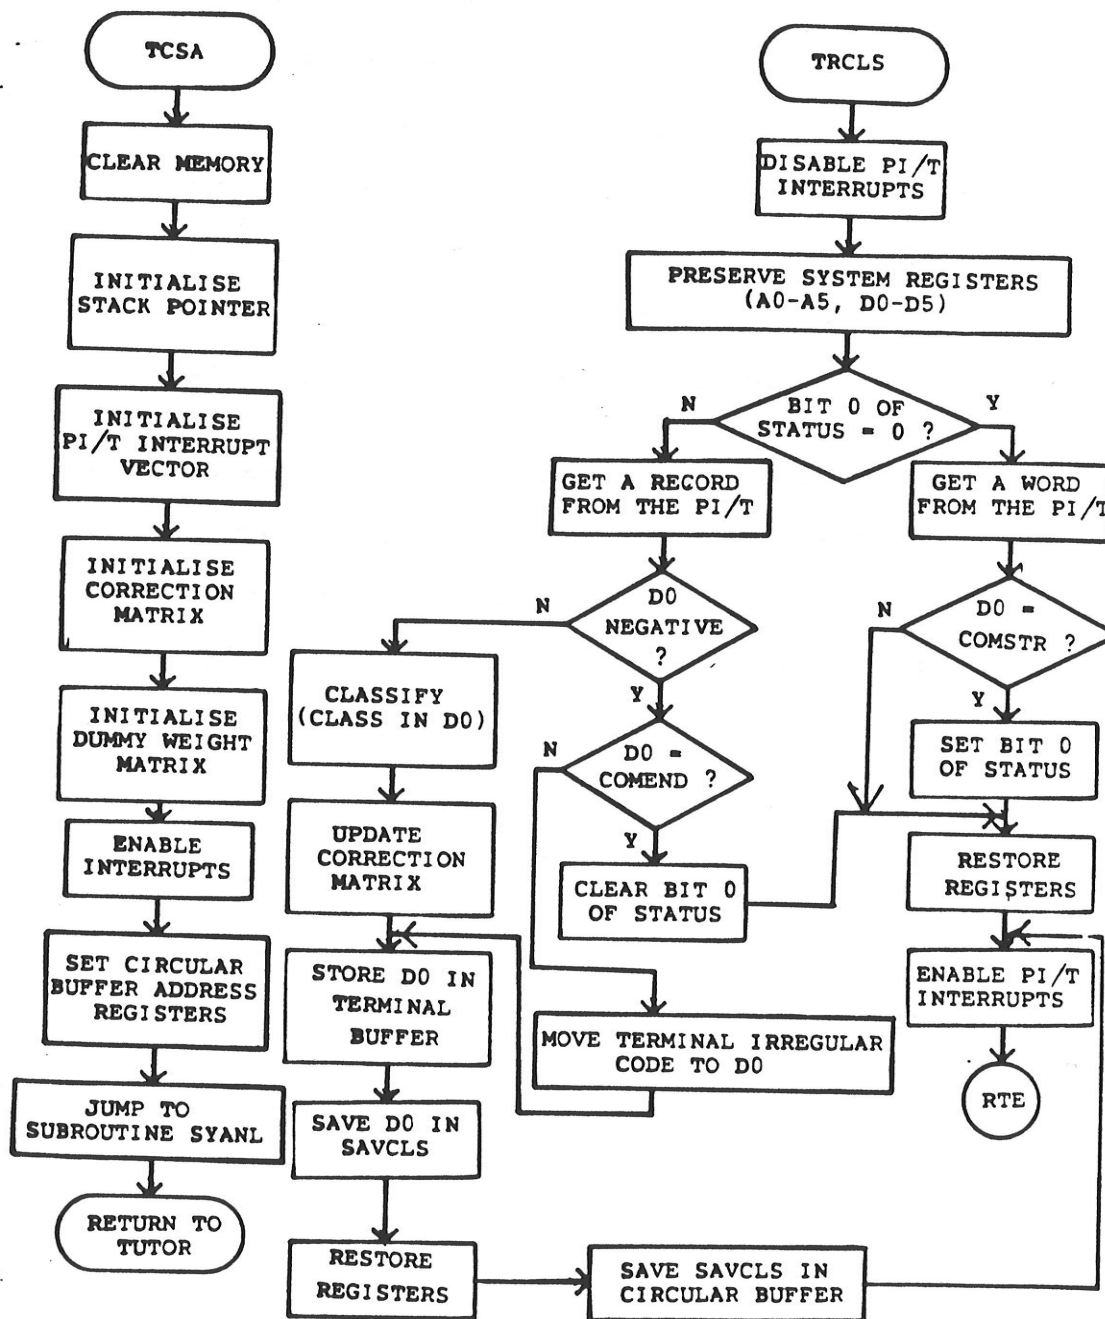 TCSA
CLEAR MEMORY
INITIALISE
STACK POINTER
INITIALISE
PI/T INTERRUPT
VECTOR
INITIALISE
CORRECTION
MATRIX
INITIALISE
DUMMY WEIGHT
MATRIX
ENABLE
INTERRUPTS
SET CIRCULAR
BUFFER ADDRESS
REGISTERS
JUMP TO
SUBROUTINE SYANL
RETURN TO
TUTOR
TRCLS
DISABLE PI/T
INTERRUPTS
PRESERVE SYSTEM REGISTERS
(A0-A5, D0-D5)
N
BIT 0 OF
STATUS = 0 ?
Y
GET A RECORD
FROM THE PI/T
GET A WORD
FROM THE PI/T
N
D0
NEGATIVE
?
Y
N
D0 =
COMSTR ?
Y
CLASSIFY
(CLASS IN D0)
N
D0 =
COMEND ?
Y
SET BIT 0
OF STATUS
UPDATE
CORRECTION
MATRIX
CLEAR BIT 0
OF STATUS
RESTORE
REGISTERS
STORE D0 IN
TERMINAL
BUFFER
MOVE TERMINAL IRREGULAR
CODE TO D0
ENABLE PI/T
INTERRUPTS
RTE
SAVE D0 IN
SAVCLS
RESTORE
REGISTERS
SAVE SAVCLS IN
CIRCULAR BUFFER